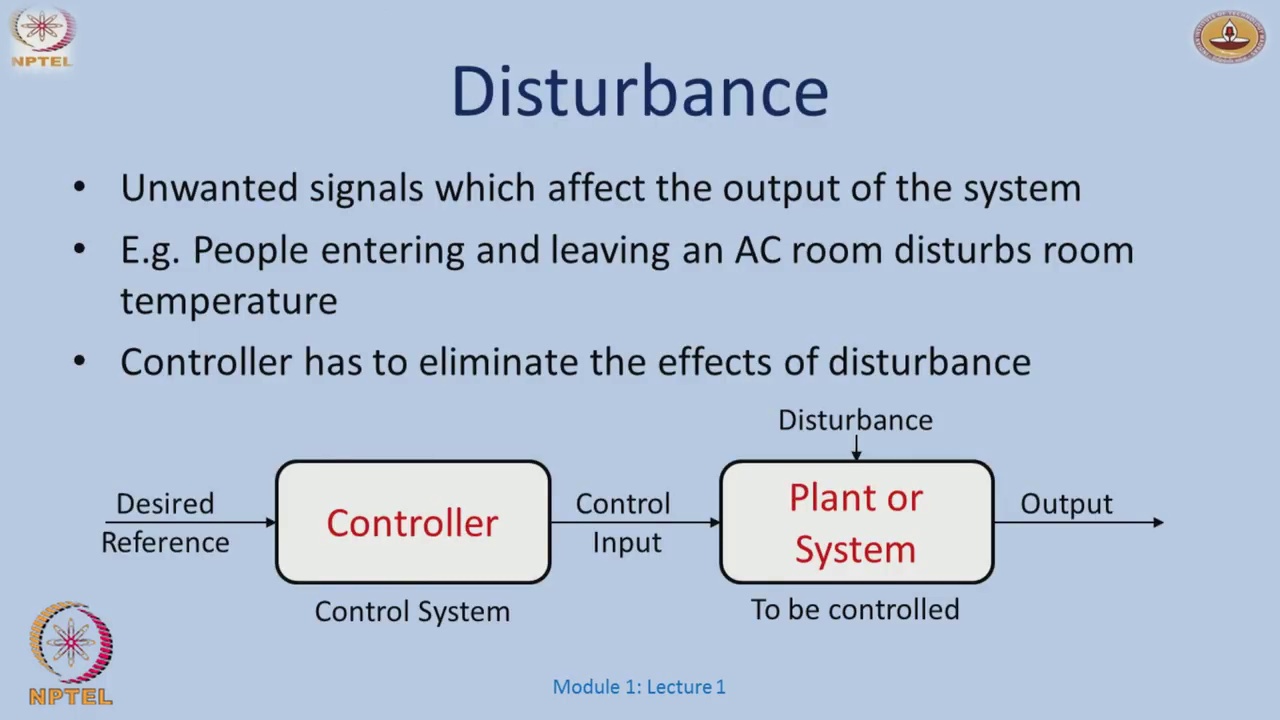 NPTEL
Disturbance
• Unwanted signals which affect the output of the system
• E.g. People entering and leaving an AC room disturbs room
temperature
• Controller has to eliminate the effects of disturbance
Disturbance
Desired
Reference
Controller
Control
Input
Plant or
System
Output
Control System
To be controlled
NPTEL
Module 1: Lecture 1